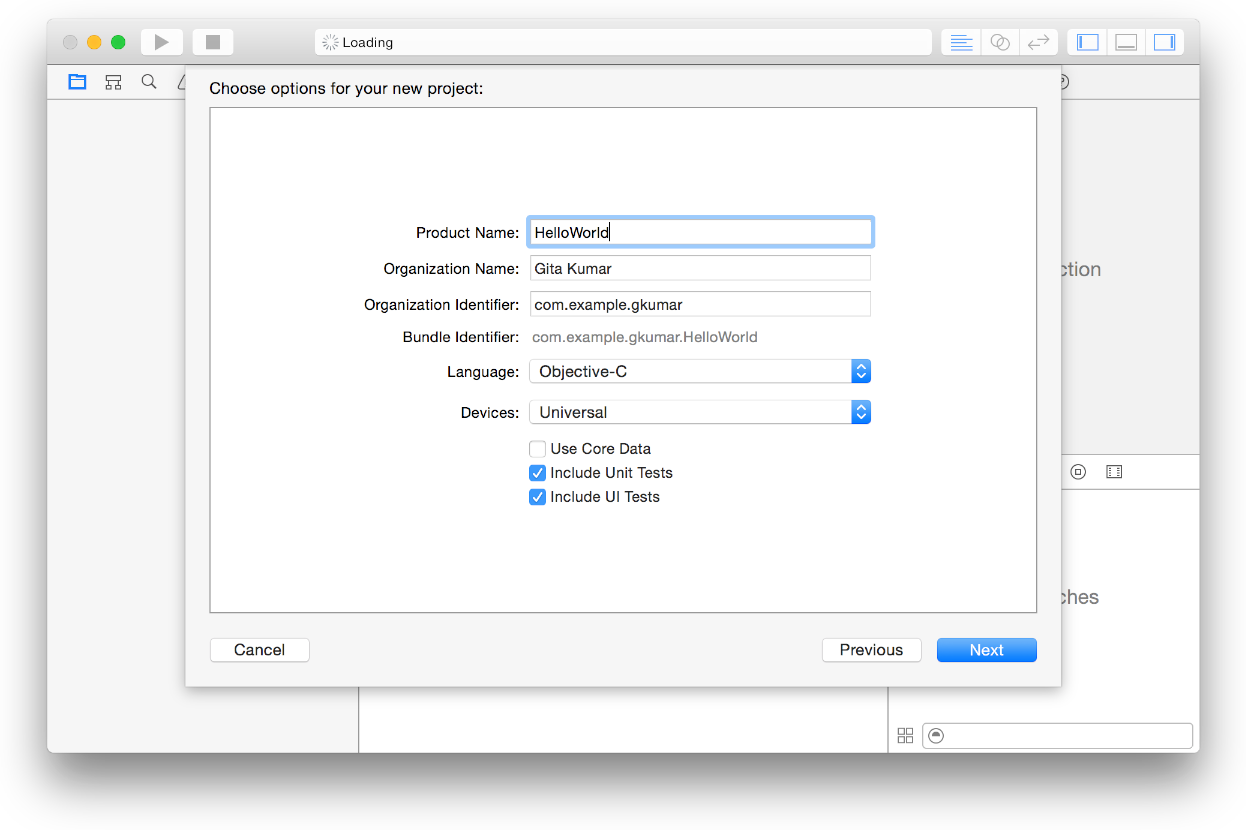 Loading
Choose options for your new project:
Product Name: HelloWorld
Organization Name: Gita Kumar
Organization Identifier: com.example.gkumar
Bundle Identifier: com.example.gkumar.HelloWorld
Language: Objective-C
Devices: Universal
Use Core Data
Include Unit Tests
Include UI Tests
Cancel Previous Next